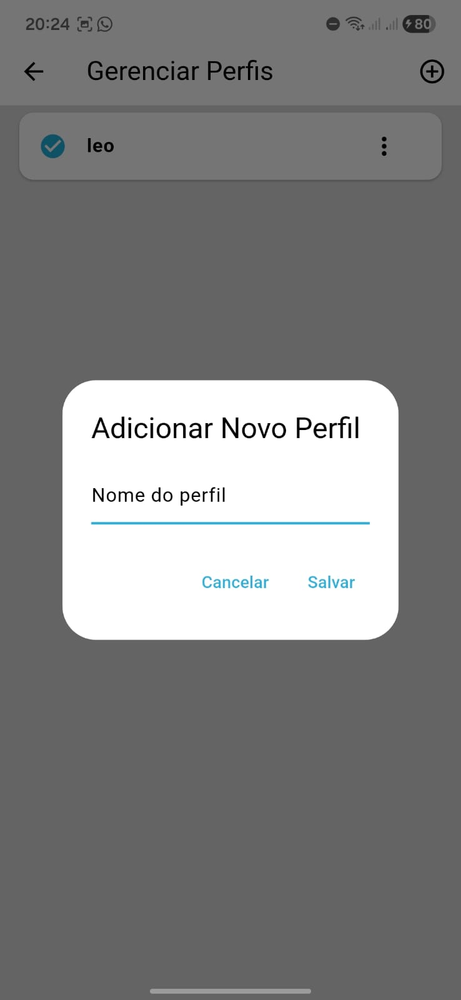 20:24
80
Gerenciar Perfis
leo
Adicionar Novo Perfil
Nome do perfil
Cancelar Salvar